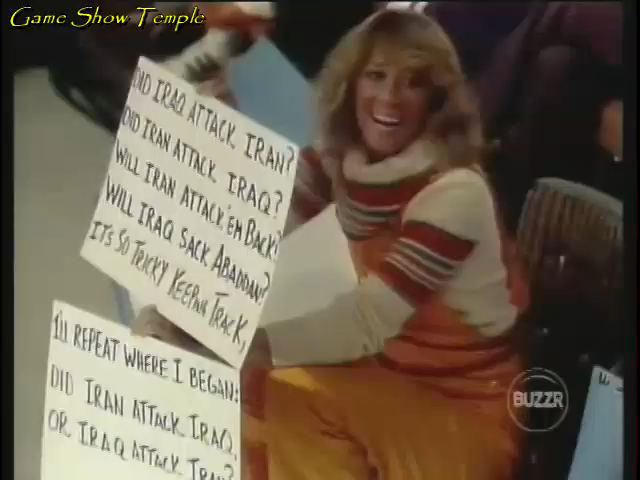 Game Show Temple
DID IRAQ ATTACK IRAN?
DID IRAN ATTACK IRAQ?
WILL IRAN ATTACK 'EM BACK?
WILL IRAQ SACK ABADDAN?
IT'S SO TRICKY KEEPIN' TRACK,
I'LL REPEAT WHERE I BEGAN:
DID IRAN ATTACK IRAQ,
OR IRAQ ATTACK IRAN?
BUZZR